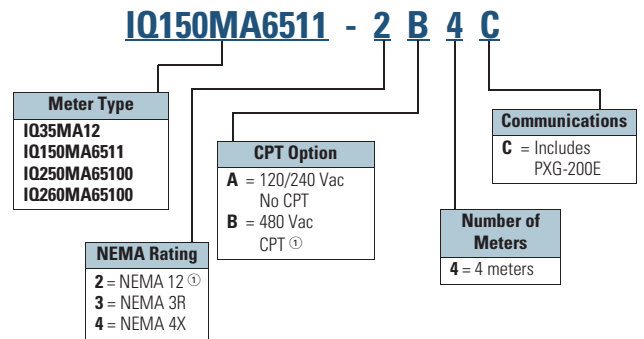 IQ150MA6511 - 2 B 4 C
Meter Type
IQ35MA12
IQ150MA6511
IQ250MA65100
IQ260MA65100
NEMA Rating
2 = NEMA 12 ①
3 = NEMA 3R
4 = NEMA 4X
CPT Option
A = 120/240 Vac
No CPT
B = 480 Vac
CPT ①
Number of
Meters
4 = 4 meters
Communications
C = Includes
PXG-200E